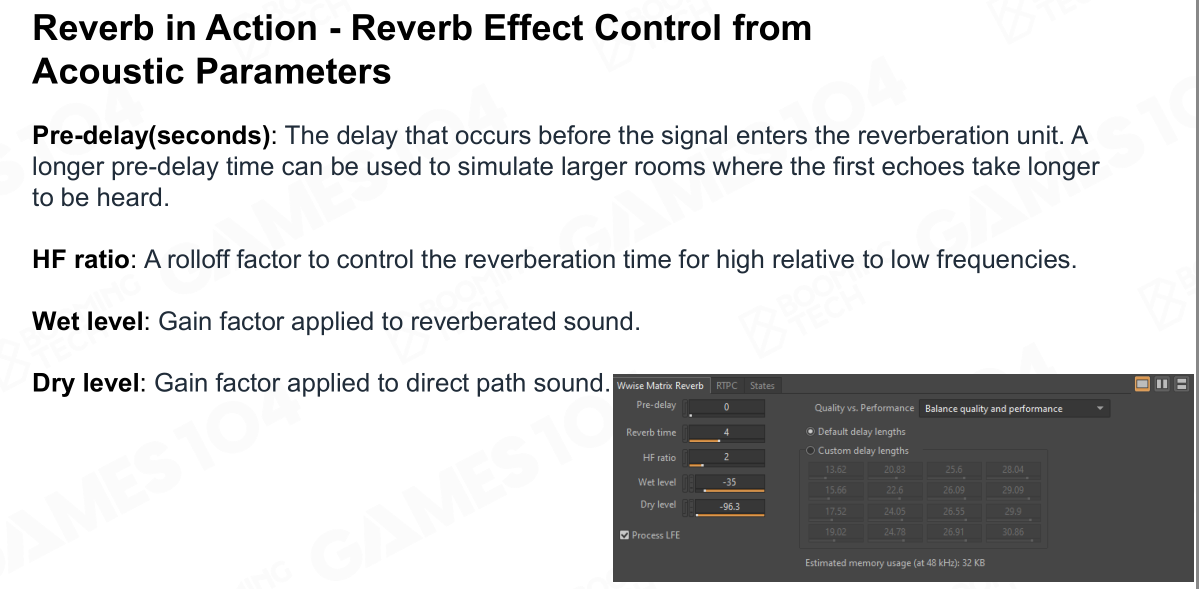 Reverb in Action - Reverb Effect Control from
Acoustic Parameters
Pre-delay(seconds): The delay that occurs before the signal enters the reverberation unit. A
longer pre-delay time can be used to simulate larger rooms where the first echoes take longer
to be heard.
HF ratio: A rolloff factor to control the reverberation time for high relative to low frequencies.
Wet level: Gain factor applied to reverberated sound.
Dry level: Gain factor applied to direct path sound.
Wwise Matrix Reverb RTPC States
Pre-delay 0
Reverb time 4
HF ratio 2
Wet level -35
Dry level -96.3
Process LFE
Quality vs. Performance Balance quality and performance
Default delay lengths
Custom delay lengths
13.62 20.83 25.6 28.04
15.66 22.6 26.09 29.09
17.52 24.05 26.55 29.9
19.02 24.78 26.91 30.86
Estimated memory usage (at 48 kHz): 32 KB
GAMES104
BOOMING
TECH